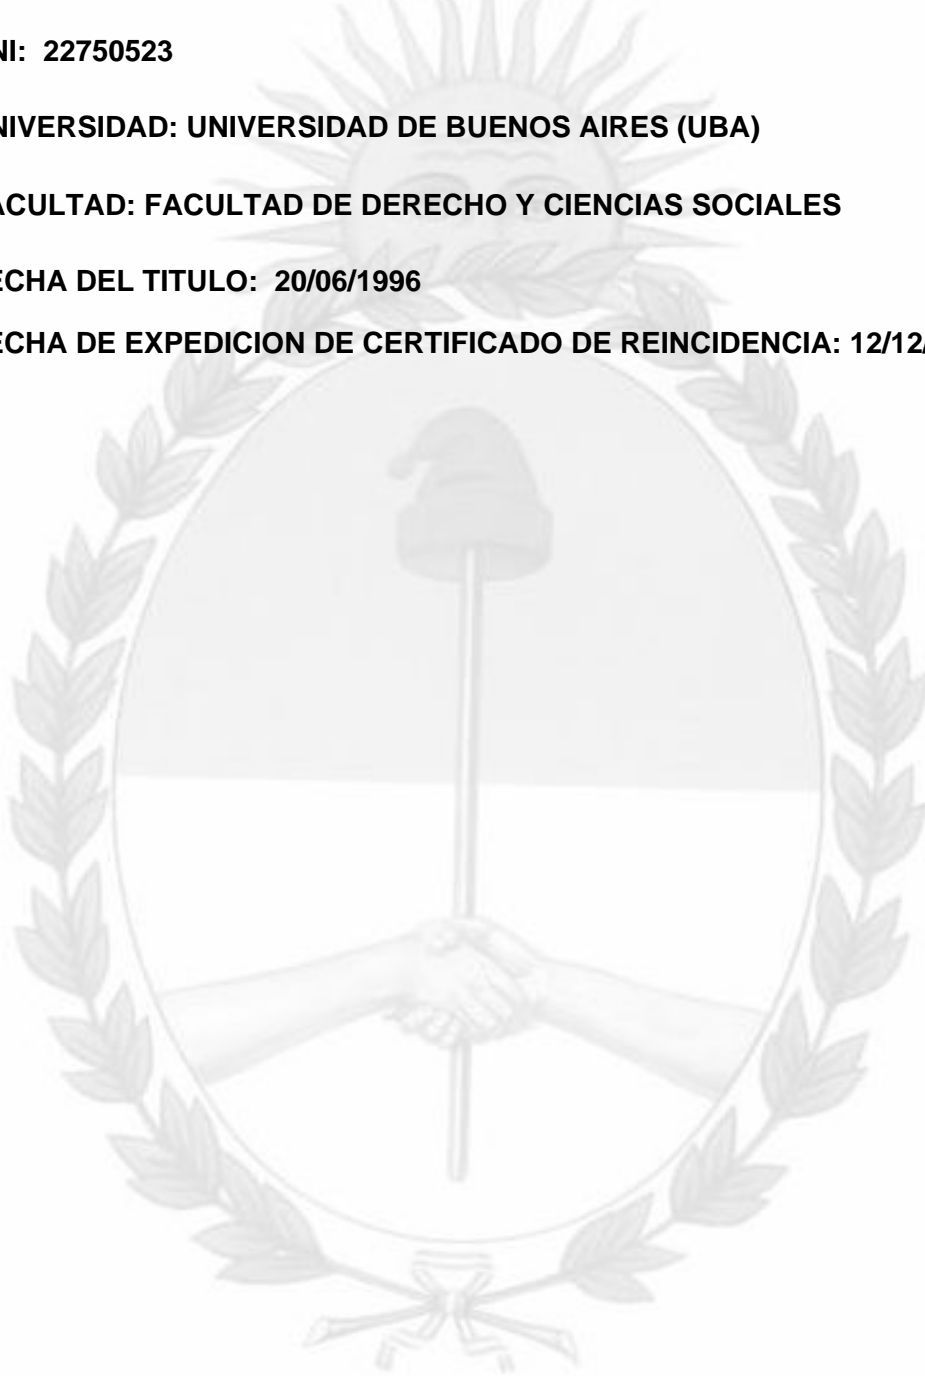 NI: 22750523
NIVERSIDAD: UNIVERSIDAD DE BUENOS AIRES (UBA)
ACULTAD: FACULTAD DE DERECHO Y CIENCIAS SOCIALES
ECHA DEL TITULO: 20/06/1996
ECHA DE EXPEDICION DE CERTIFICADO DE REINCIDENCIA: 12/12/